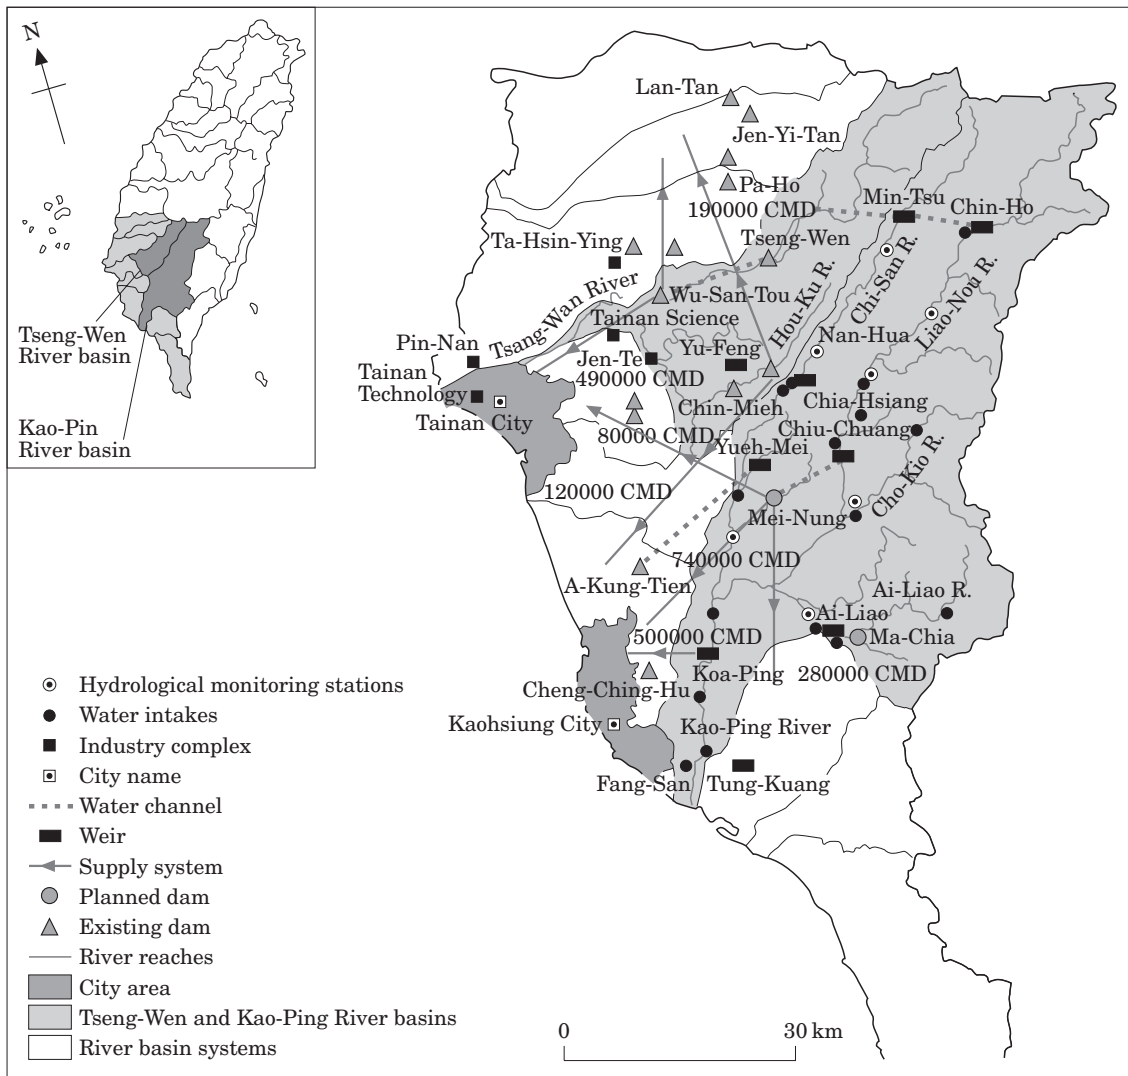 N
Tseng-Wen
River basin
Kao-Pin
River basin
Lan-Tan
Jen-Yi-Tan
Pa-Ho
190000 CMD
Min-Tsu
Chin-Ho
Ta-Hsin-Ying
Tseng-Wen
Tsang-Wan River
Wu-San-Tou
Hou-Ku R.
Chi-San R.
Liao-Nou R.
Tainan Science
Pin-Nan
Jen-Te
Yu-Feng
Nan-Hua
Tainan
Technology
490000 CMD
Chin-Mieh
Chia-Hsiang
Tainan City
80000 CMD
Chiu-Chuang
Yueh-Mei
Cho-Kio R.
120000 CMD
Mei-Nung
740000 CMD
A-Kung-Tien
Ai-Liao R.
Ai-Liao
500000 CMD
Ma-Chia
Koa-Ping
280000 CMD
Cheng-Ching-Hu
Kaohsiung City
Kao-Ping River
Fang-San
Tung-Kuang
Hydrological monitoring stations
Water intakes
Industry complex
City name
Water channel
Weir
Supply system
Planned dam
Existing dam
River reaches
City area
Tseng-Wen and Kao-Ping River basins
River basin systems
0
30 km